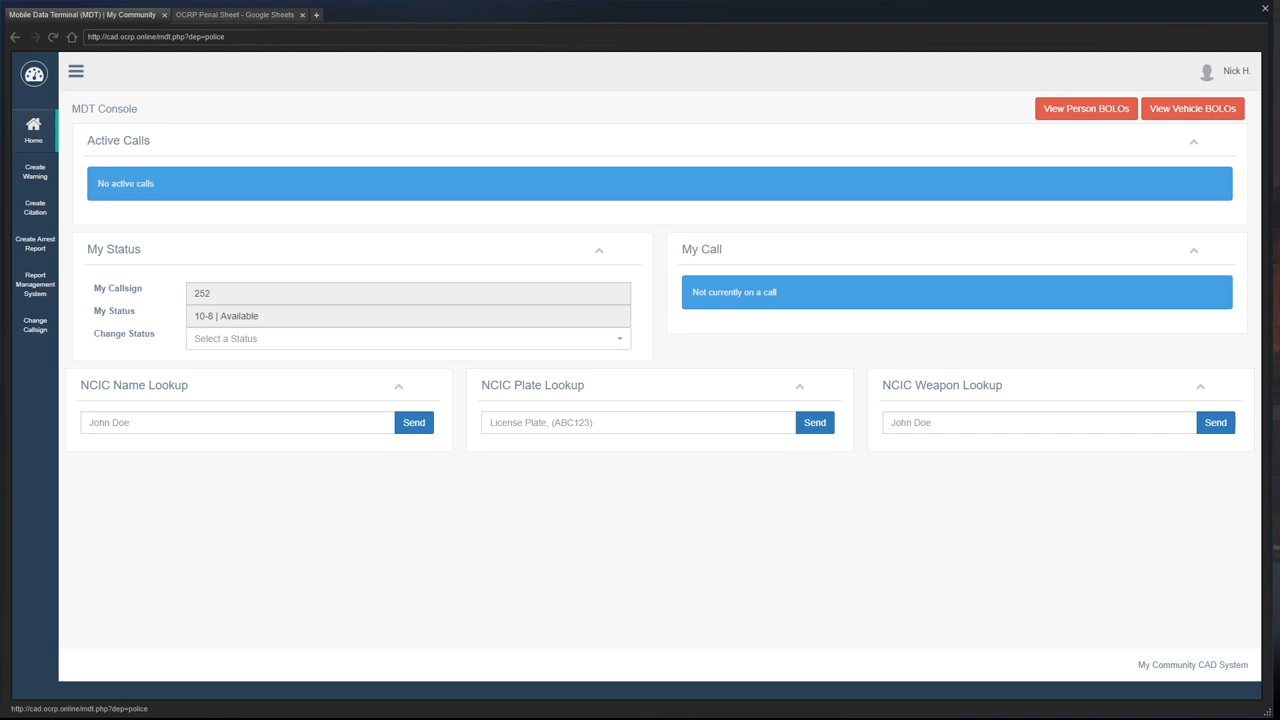 Mobile Data Terminal (MDT) | My Community
OCRP Penal Sheet - Google Sheets
http://cad.ocrp.online/mdt.php?dep=police
Nick H.
MDT Console
View Person BOLOs
View Vehicle BOLOs
Home
Create
Warning
Create
Citation
Create Arrest
Report
Report
Management
System
Change
Callsign
Active Calls
No active calls
My Status
My Callsign
252
My Status
10-8 | Available
Change Status
Select a Status
My Call
Not currently on a call
NCIC Name Lookup
John Doe
Send
NCIC Plate Lookup
License Plate, (ABC123)
Send
NCIC Weapon Lookup
John Doe
Send
My Community CAD System
http://cad.ocrp.online/mdt.php?dep=police